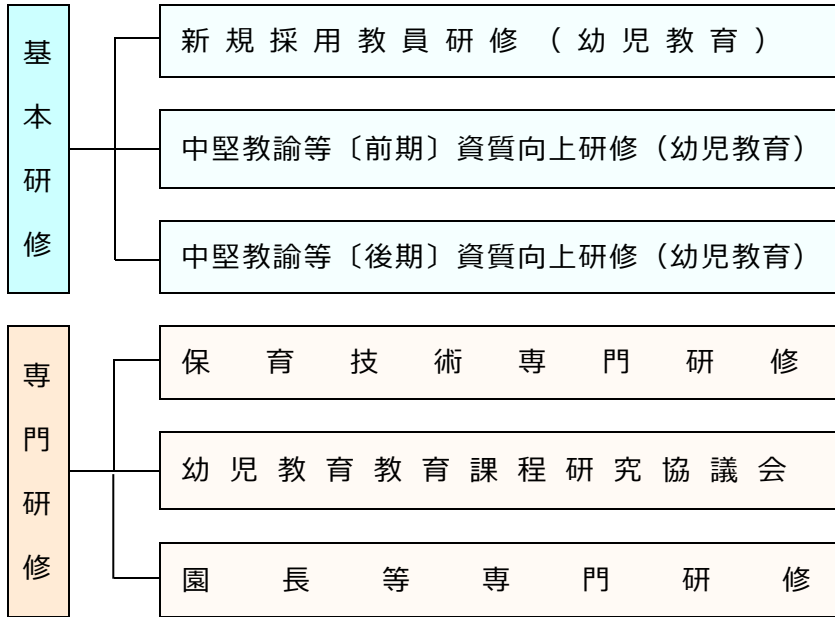 基本研修
新規採用教員研修（幼児教育）
中堅教諭等〔前期〕資質向上研修（幼児教育）
中堅教諭等〔後期〕資質向上研修（幼児教育）
専門研修
保育技術専門研修
幼児教育教育課程研究協議会
園長等専門研修